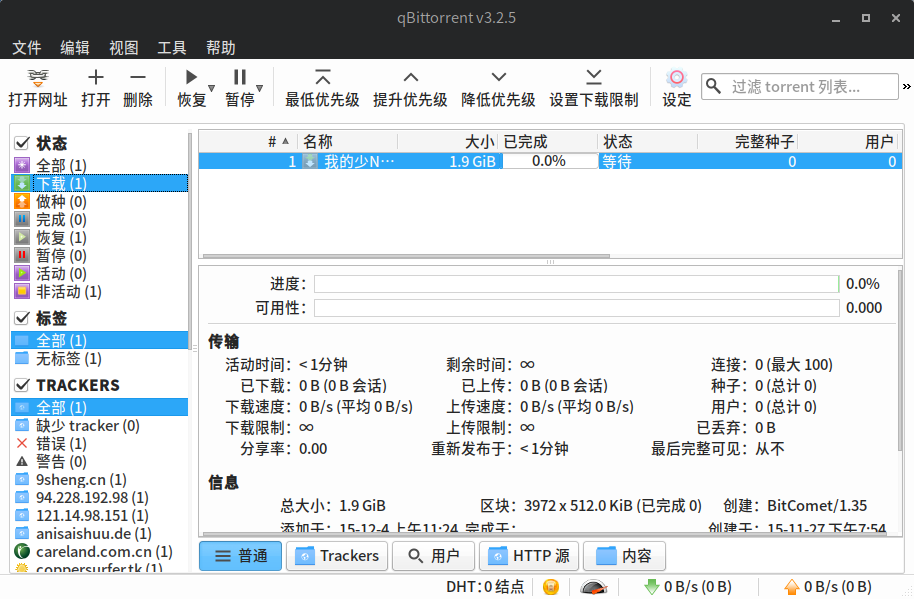 qBittorrent v3.2.5
文件 编辑 视图 工具 帮助
打开网址 打开 删除 恢复 暂停 最低优先级 提升优先级 降低优先级 设置下载限制 设定 过滤 torrent 列表... »
状态
全部 (1)
下载 (1)
做种 (0)
完成 (0)
恢复 (1)
暂停 (0)
活动 (0)
非活动 (1)
标签
全部 (1)
无标签 (1)
TRACKERS
全部 (1)
缺少 tracker (0)
错误 (1)
警告 (0)
9sheng.cn (1)
94.228.192.98 (1)
121.14.98.151 (1)
anisaishuu.de (1)
careland.com.cn (1)
coppersurfer.tk (1)
# 名称 大小 已完成 状态 完整种子 用户
1 我的少N⋯ 1.9 GiB 0.0% 等待 0 0
进度: 0.0%
可用性: 0.000
传输
活动时间: < 1分钟 剩余时间: ∞ 连接: 0 (最大 100)
已下载: 0 B (0 B 会话) 已上传: 0 B (0 B 会话) 种子: 0 (总计 0)
下载速度: 0 B/s (平均 0 B/s) 上传速度: 0 B/s (平均 0 B/s) 用户: 0 (总计 0)
下载限制: ∞ 上传限制: ∞ 已丢弃: 0 B
分享率: 0.00 重新发布于: < 1分钟 最后完整可见: 从不
信息
总大小: 1.9 GiB 区块: 3972 x 512.0 KiB (已完成 0) 创建: BitComet/1.35
添加于: 15-12-4 上午11:24 完成于: 创建于: 15-11-27 下午7:54
普通 Trackers 用户 HTTP 源 内容
DHT: 0 结点 0 B/s (0 B) 0 B/s (0 B)